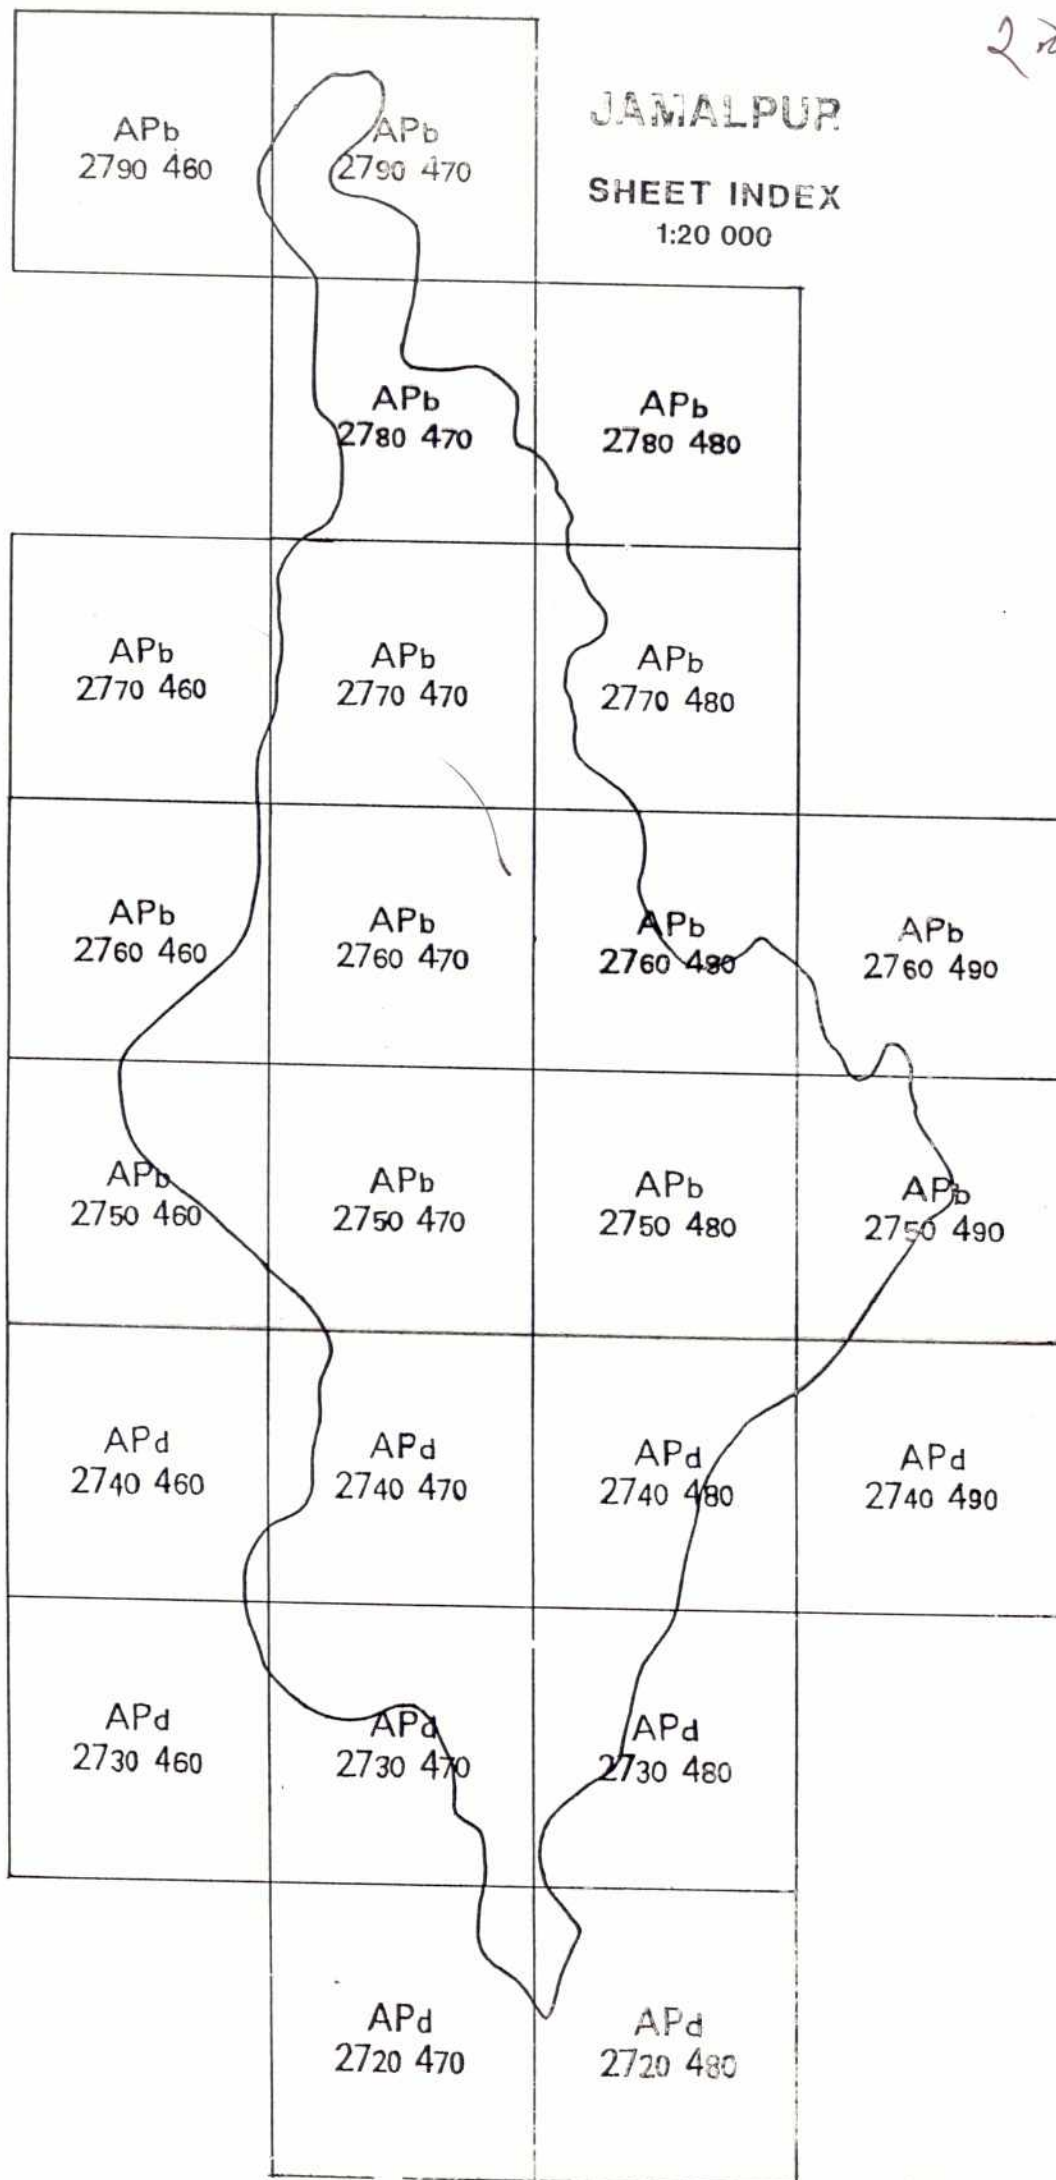 2
JAMALPUR
SHEET INDEX
1:20 000
APb
2790 460
APb
2790 470
APb
2780 470
APb
2780 480
APb
2770 460
APb
2770 470
APb
2770 480
APb
2760 460
APb
2760 470
APb
2760 480
APb
2760 490
APb
2750 460
APb
2750 470
APb
2750 480
APb
2750 490
APd
2740 460
APd
2740 470
APd
2740 480
APd
2740 490
APd
2730 460
APd
2730 470
APd
2730 480
APd
2720 470
APd
2720 480